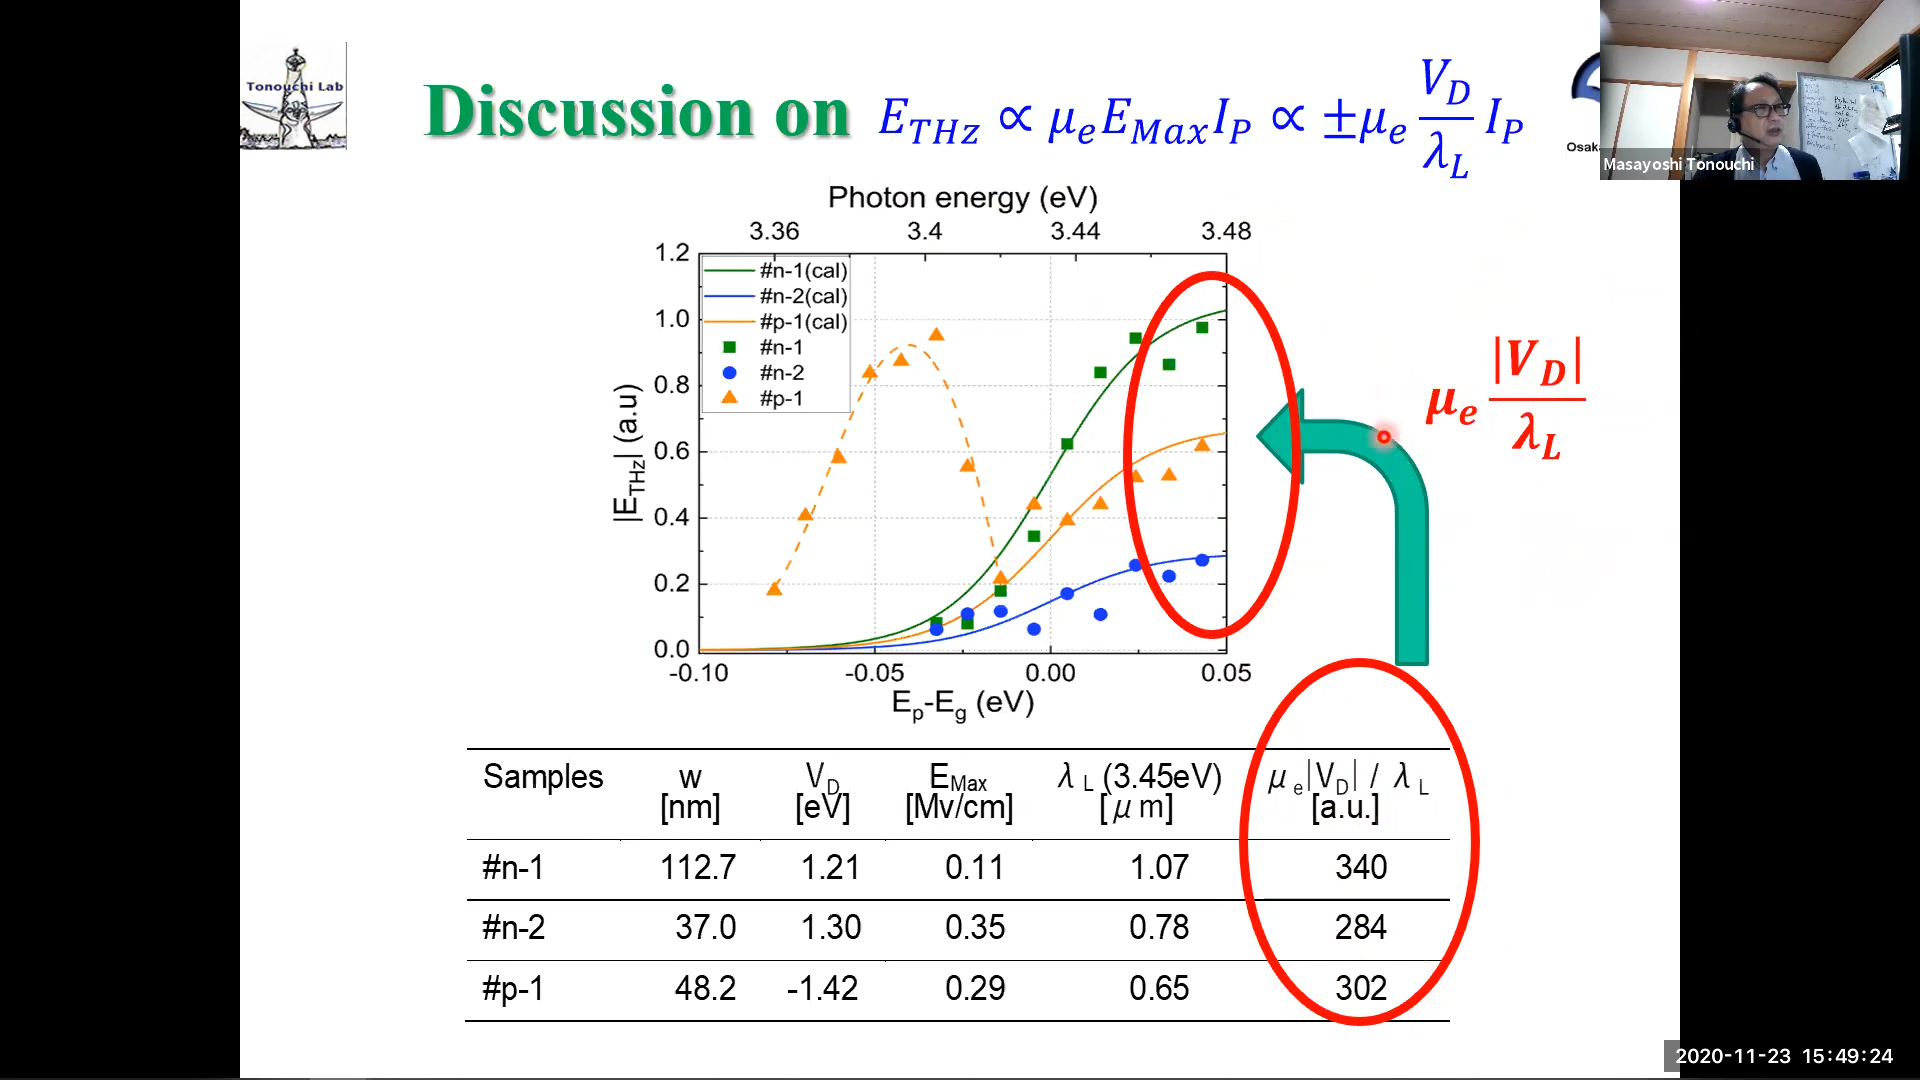 Tonouchi Lab
Discussion on E_THz ∝ μ_e E_Max I_P ∝ ±μ_e V_D/λ_L I_P
Osaka
Masayoshi Tonouchi
Photon energy (eV)
3.36 3.4 3.44 3.48
1.2
1.0
0.8
0.6
0.4
0.2
0.0
|E_THz| (a.u)
#n-1(cal)
#n-2(cal)
#p-1(cal)
#n-1
#n-2
#p-1
-0.10 -0.05 0.00 0.05
E_p-E_g (eV)
μ_e |V_D|/λ_L
Samples w V_D E_Max λ_L (3.45eV) μ_e|V_D| / λ_L
[nm] [eV] [Mv/cm] [μm] [a.u.]
#n-1 112.7 1.21 0.11 1.07 340
#n-2 37.0 1.30 0.35 0.78 284
#p-1 48.2 -1.42 0.29 0.65 302
2020-11-23 15:49:24